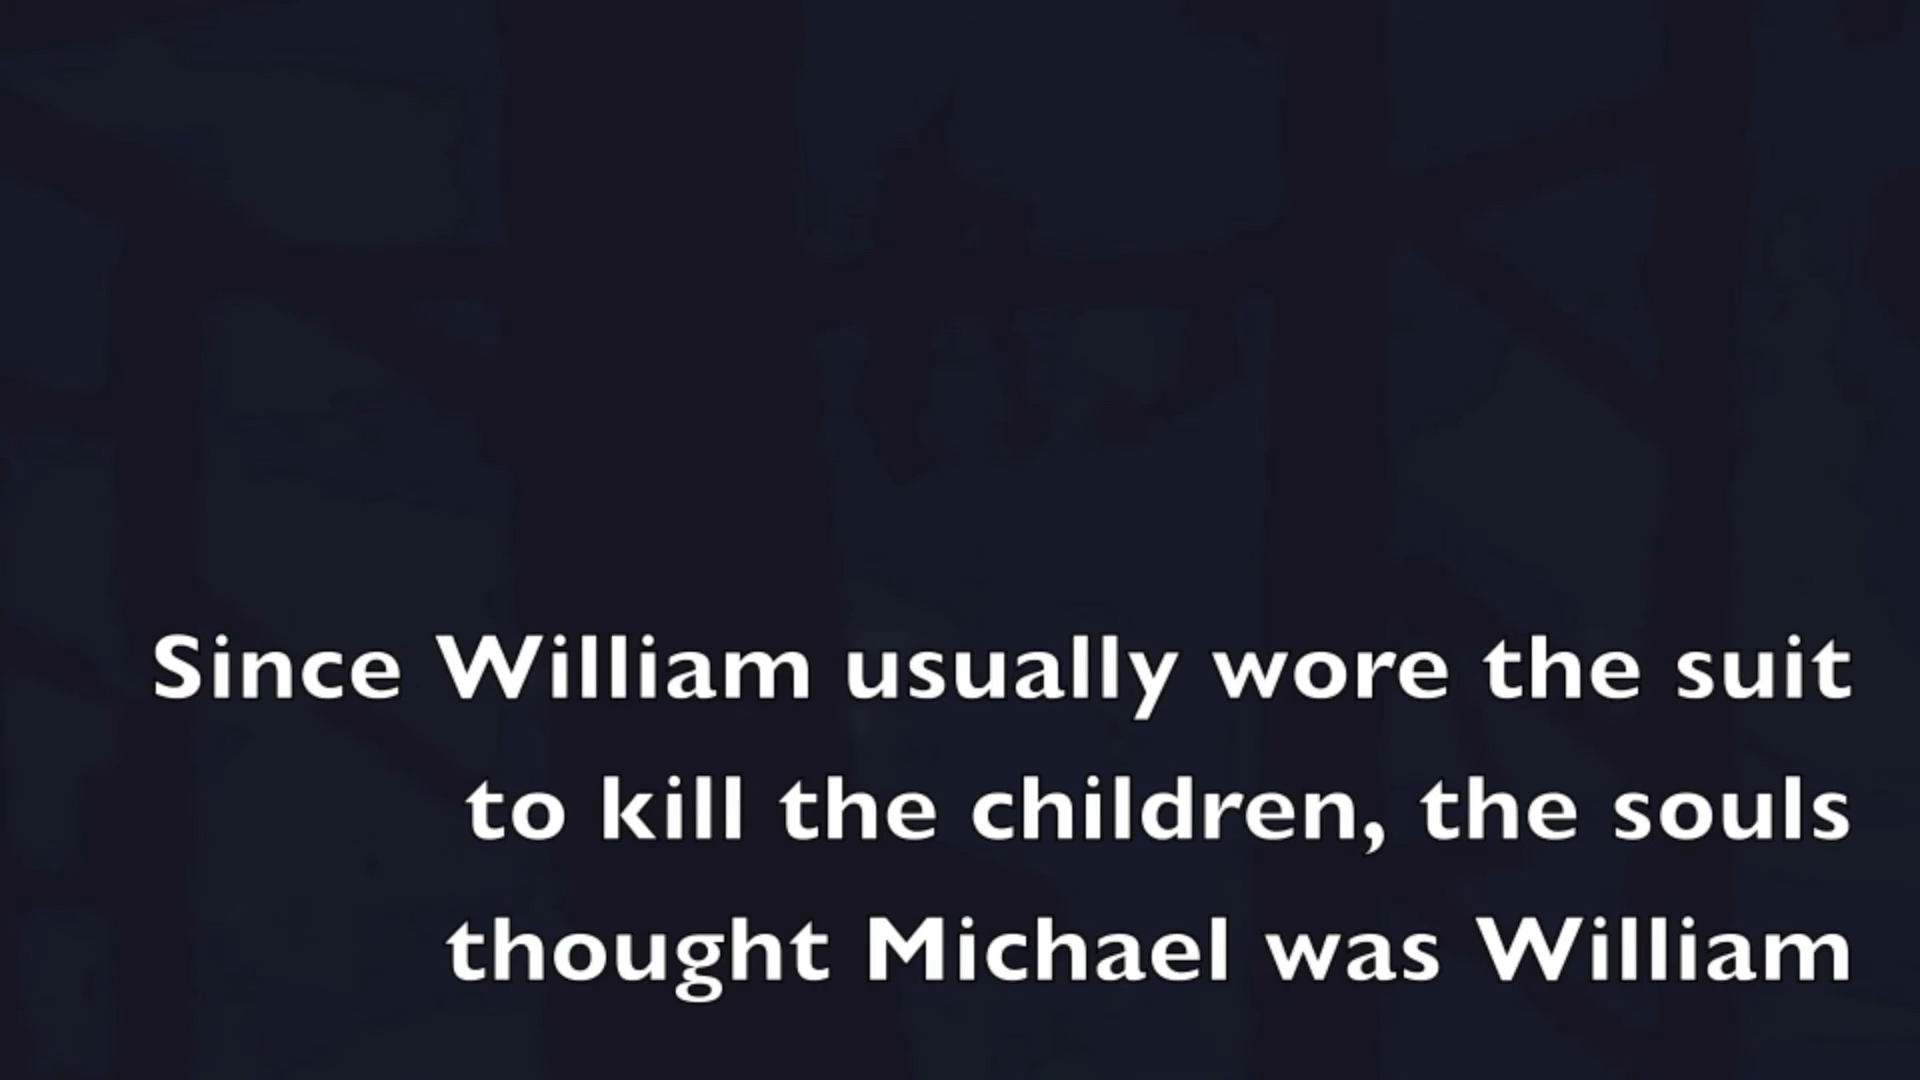 Since William usually wore the suit
to kill the children, the souls
thought Michael was William